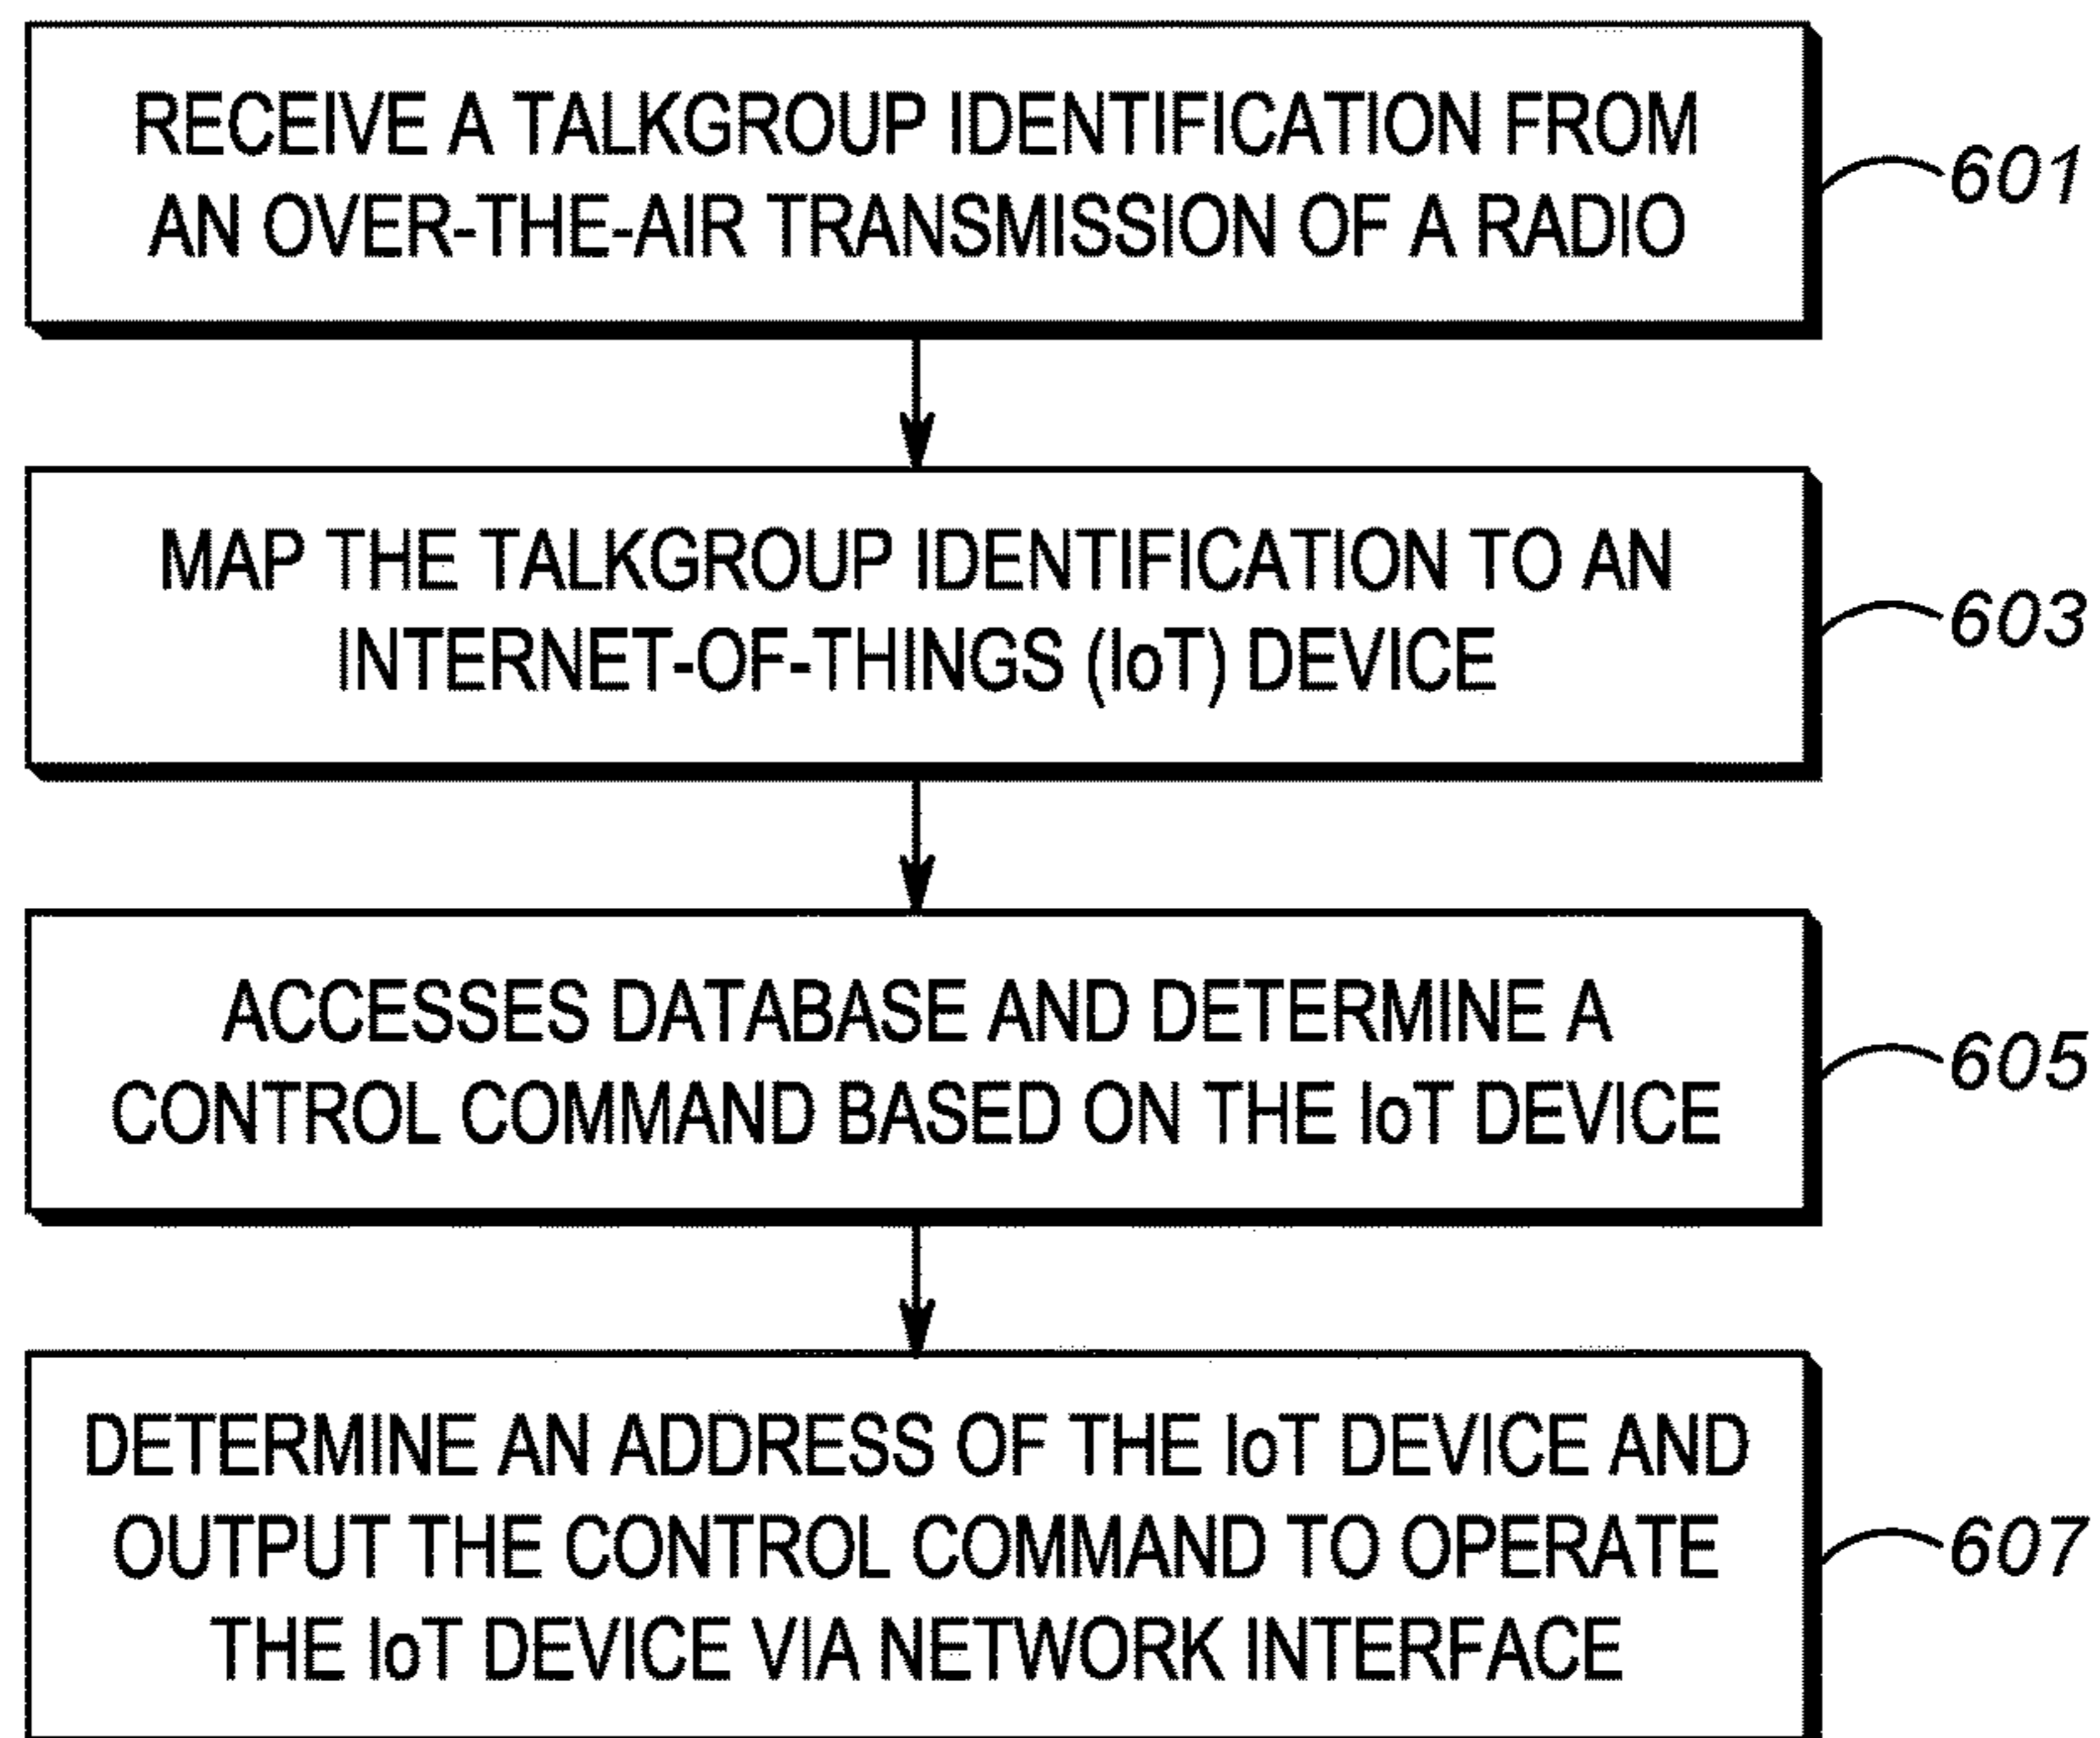 RECEIVE A TALKGROUP IDENTIFICATION FROM
AN OVER-THE-AIR TRANSMISSION OF A RADIO
601
MAP THE TALKGROUP IDENTIFICATION TO AN
INTERNET-OF-THINGS (IoT) DEVICE
603
ACCESSES DATABASE AND DETERMINE A
CONTROL COMMAND BASED ON THE IoT DEVICE
605
DETERMINE AN ADDRESS OF THE IoT DEVICE AND
OUTPUT THE CONTROL COMMAND TO OPERATE
THE IoT DEVICE VIA NETWORK INTERFACE
607